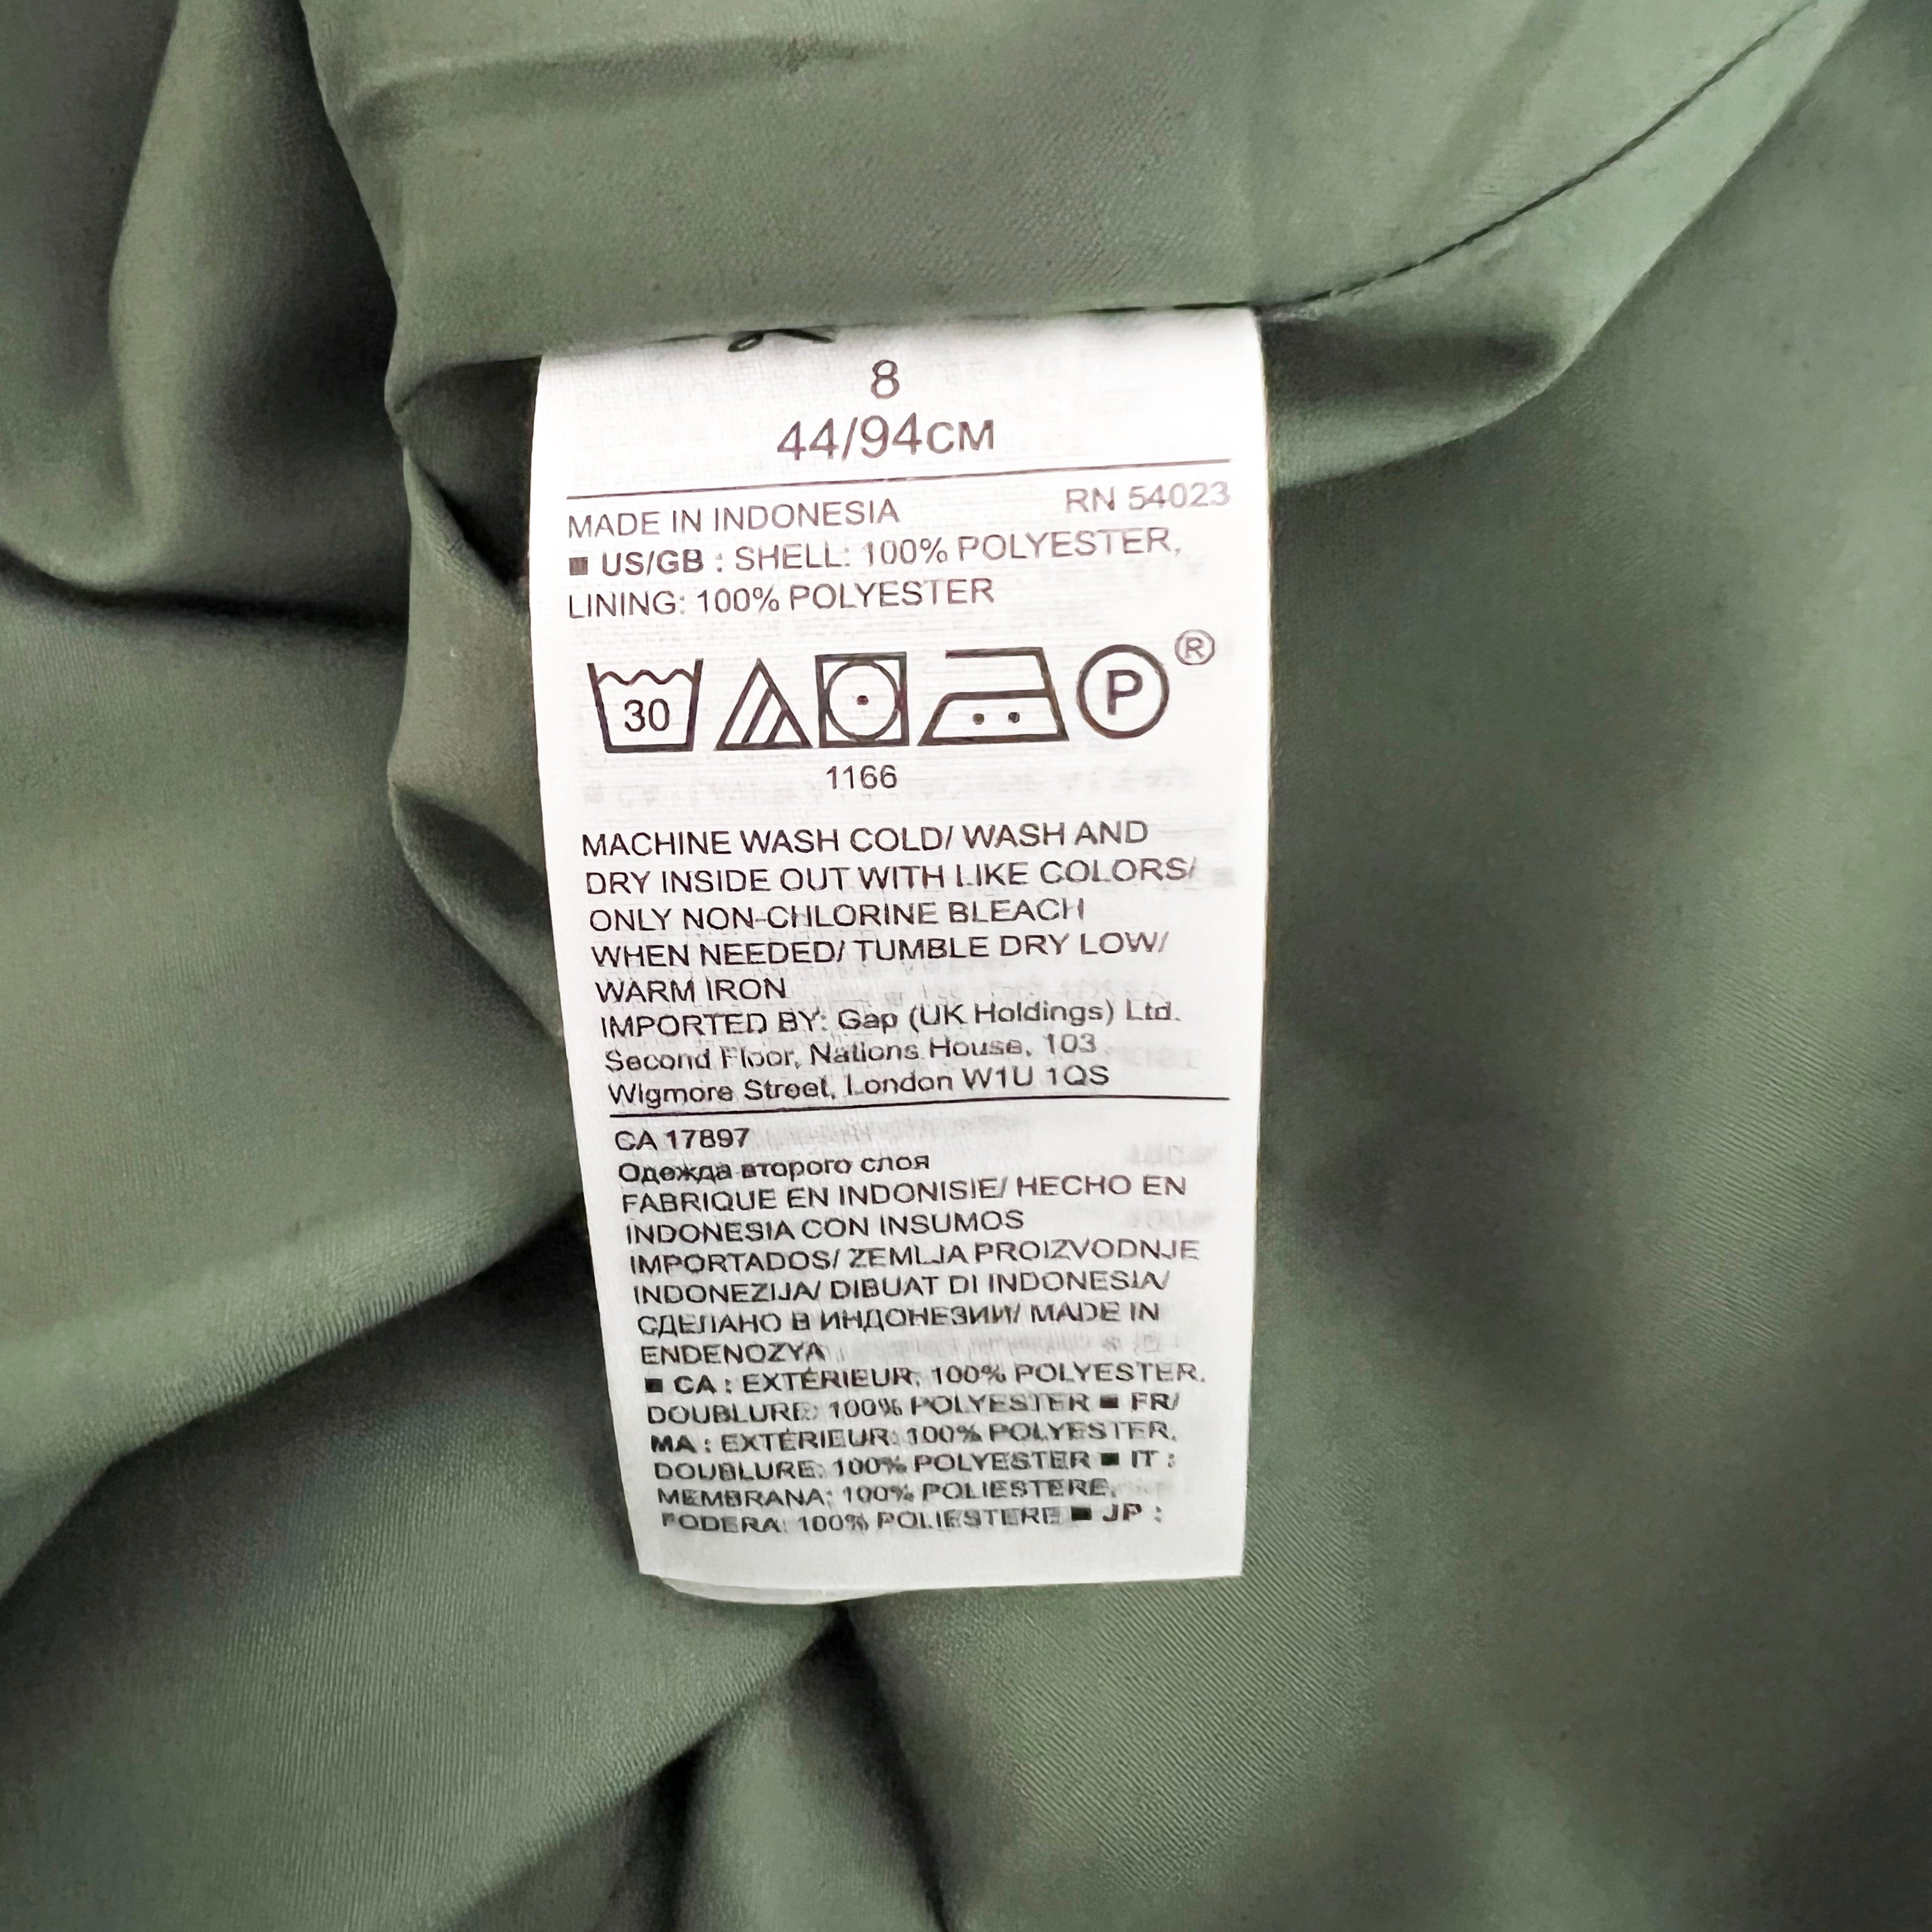 8
44/94CM
MADE IN INDONESIA RN 54023
■ US/GB : SHELL: 100% POLYESTER,
LINING: 100% POLYESTER
30 P ®
1166
MACHINE WASH COLD/ WASH AND
DRY INSIDE OUT WITH LIKE COLORS/
ONLY NON-CHLORINE BLEACH
WHEN NEEDED/ TUMBLE DRY LOW/
WARM IRON
IMPORTED BY: Gap (UK Holdings) Ltd.
Second Floor, Nations House, 103
Wigmore Street, London W1U 1QS
CA 17897
Одежда второго слоя
FABRIQUE EN INDONISIE/ HECHO EN
INDONESIA CON INSUMOS
IMPORTADOS/ ZEMLJA PROIZVODNJE
INDONEZIJA/ DIBUAT DI INDONESIA/
СДЕЛАНО В ИНДОНЕЗИИ/ MADE IN
ENDENOZYA
■ CA : EXTÉRIEUR: 100% POLYESTER,
DOUBLURE: 100% POLYESTER ■ FR/
MA : EXTÉRIEUR: 100% POLYESTER,
DOUBLURE: 100% POLYESTER ■ IT :
MEMBRANA: 100% POLIESTERE,
FODERA: 100% POLIESTERE ■ JP :